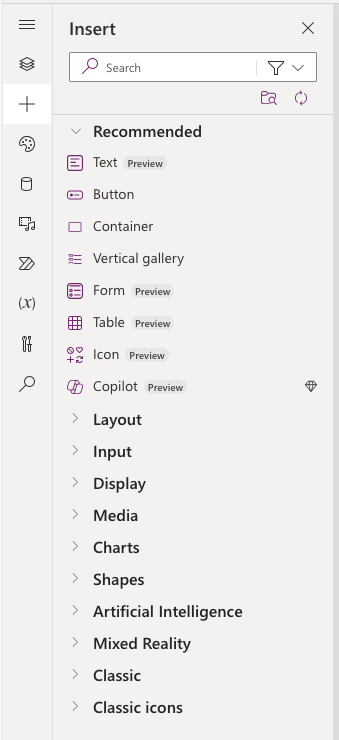 Insert
Search
Recommended
Text Preview
Button
Container
Vertical gallery
Form Preview
Table Preview
Icon Preview
Copilot Preview
Layout
Input
Display
Media
Charts
Shapes
Artificial Intelligence
Mixed Reality
Classic
Classic icons
(x)